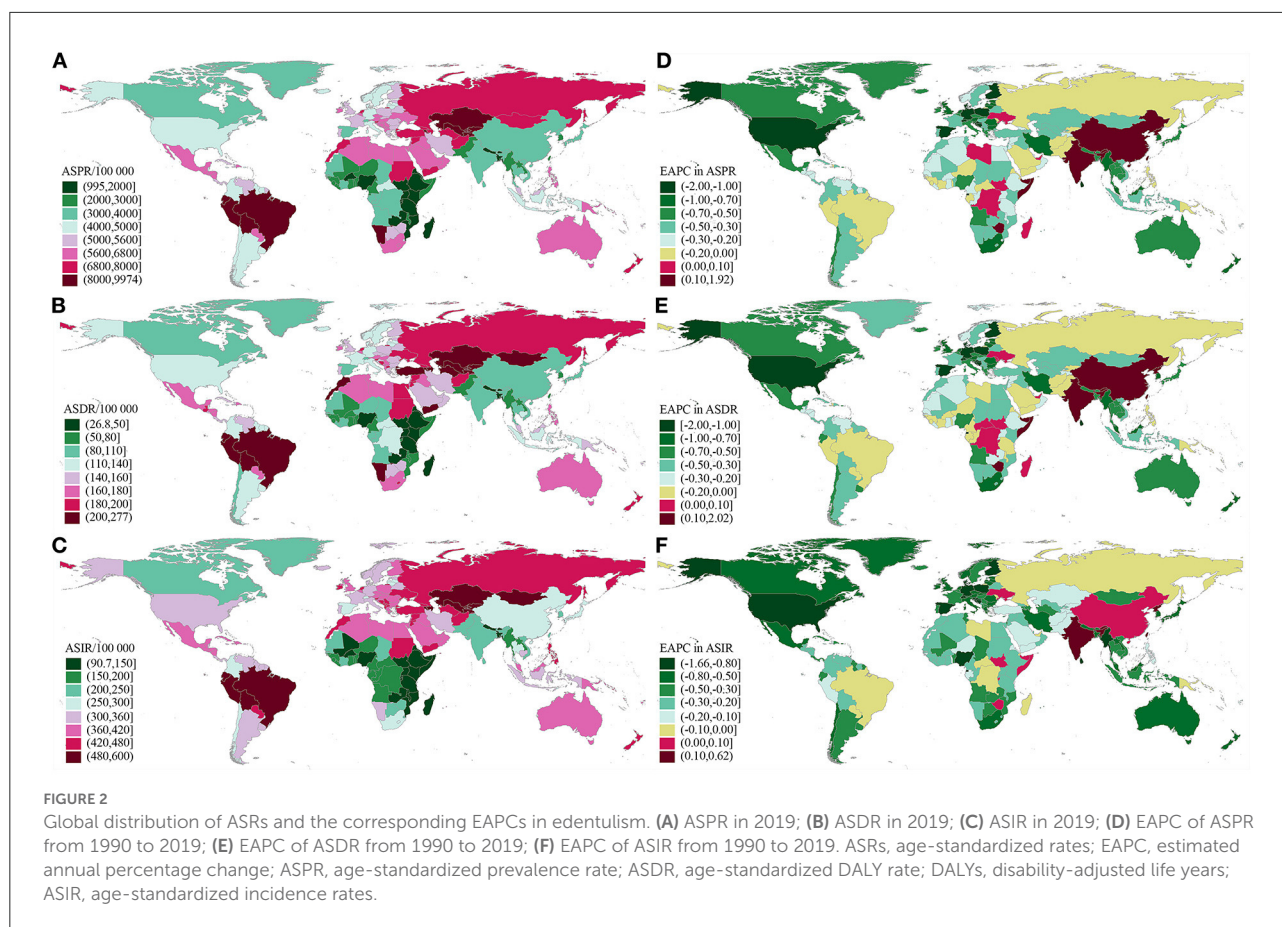 A
ASPR/100 000
(995,2000]
(2000,3000]
(3000,4000]
(4000,5000]
(5000,5600]
(5600,6800]
(6800,8000]
(8000,9974)
B
ASDR/100 000
(26.8,50]
(50,80]
(80,110]
(110,140]
(140,160]
(160,180]
(180,200]
(200,277)
C
ASIR/100 000
(90.7,150]
(150,200]
(200,250]
(250,300]
(300,360]
(360,420]
(420,480]
(480,600)
D
EAPC in ASPR
(-2.00,-1.00]
(-1.00,-0.70]
(-0.70,-0.50]
(-0.50,-0.30]
(-0.30,-0.20]
(-0.20,0.00]
(0.00,0.10]
(0.10,1.92)
E
EAPC in ASDR
[-2.00,-1.00]
(-1.00,-0.70]
(-0.70,-0.50]
(-0.50,-0.30]
(-0.30,-0.20]
(-0.20,0.00]
(0.00,0.10]
(0.10,2.02)
F
EAPC in ASIR
(-1.66,-0.80]
(-0.80,-0.50]
(-0.50,-0.30]
(-0.30,-0.20]
(-0.20,-0.10]
(-0.10,0.00]
(0.00,0.10]
(0.10,0.62)
FIGURE 2
Global distribution of ASRs and the corresponding EAPCs in edentulism. (A) ASPR in 2019; (B) ASDR in 2019; (C) ASIR in 2019; (D) EAPC of ASPR
from 1990 to 2019; (E) EAPC of ASDR from 1990 to 2019; (F) EAPC of ASIR from 1990 to 2019. ASRs, age-standardized rates; EAPC, estimated
annual percentage change; ASPR, age-standardized prevalence rate; ASDR, age-standardized DALY rate; DALYs, disability-adjusted life years;
ASIR, age-standardized incidence rates.